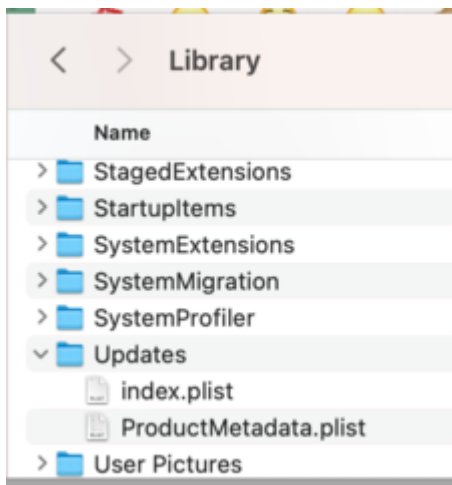 Library
Name
StagedExtensions
StartupItems
SystemExtensions
SystemMigration
SystemProfiler
Updates
index.plist
ProductMetadata.plist
User Pictures